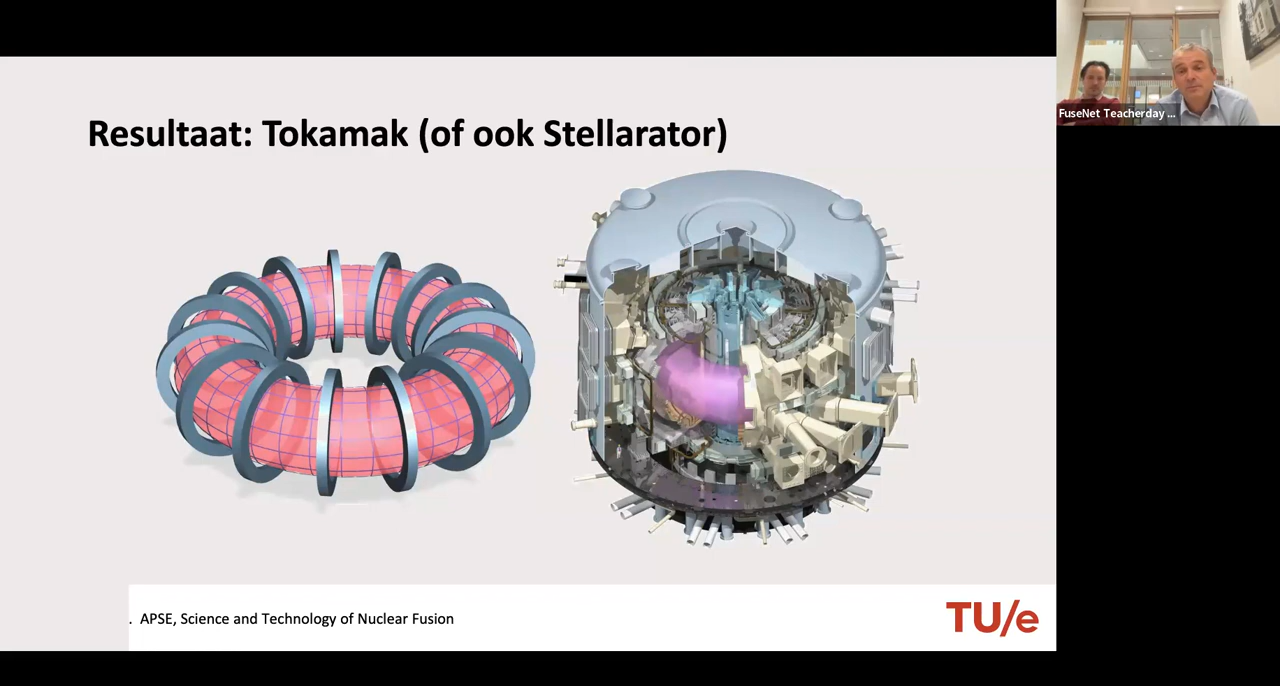 Resultaat: Tokamak (of ook Stellarator)
FuseNet Teacherday ...
. APSE, Science and Technology of Nuclear Fusion
TU/e